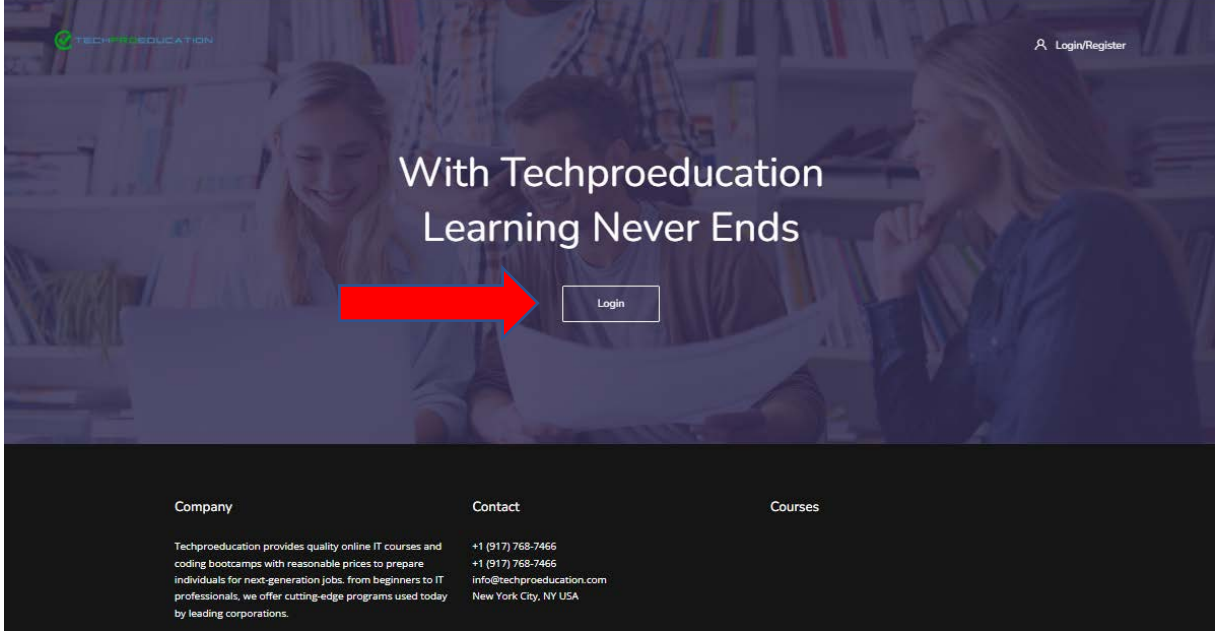 TECHPROEDUCATION
Login/Register
With Techproeducation
Learning Never Ends
Login
Company
Techproeducation provides quality online IT courses and
coding bootcamps with reasonable prices to prepare
individuals for next-generation jobs. from beginners to IT
professionals, we offer cutting-edge programs used today
by leading corporations.
Contact
+1 (917) 768-7466
+1 (917) 768-7466
info@techproeducation.com
New York City, NY USA
Courses